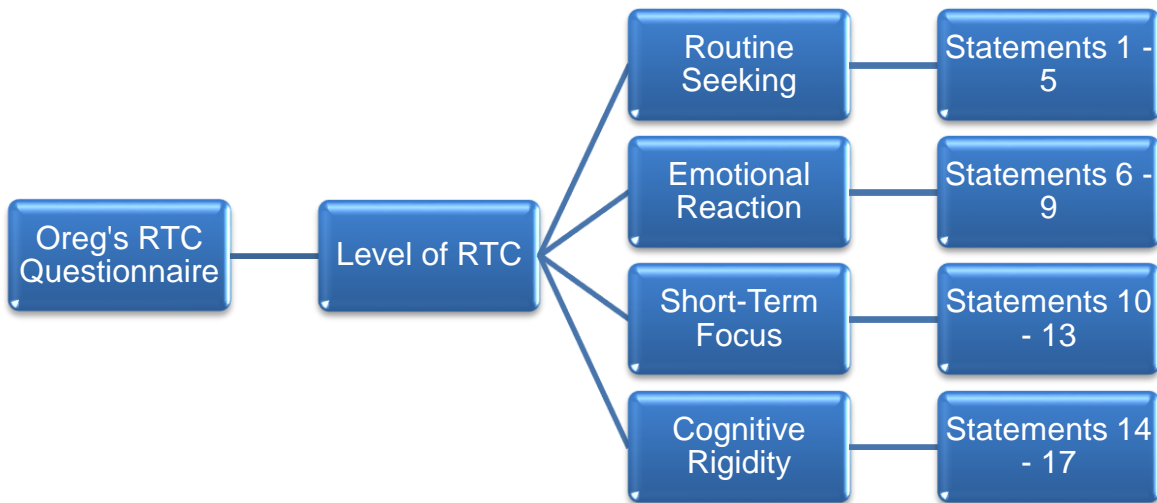 Oreg's RTC
Questionnaire
Level of RTC
Routine
Seeking
Statements 1 -
5
Emotional
Reaction
Statements 6 -
9
Short-Term
Focus
Statements 10
- 13
Cognitive
Rigidity
Statements 14
- 17